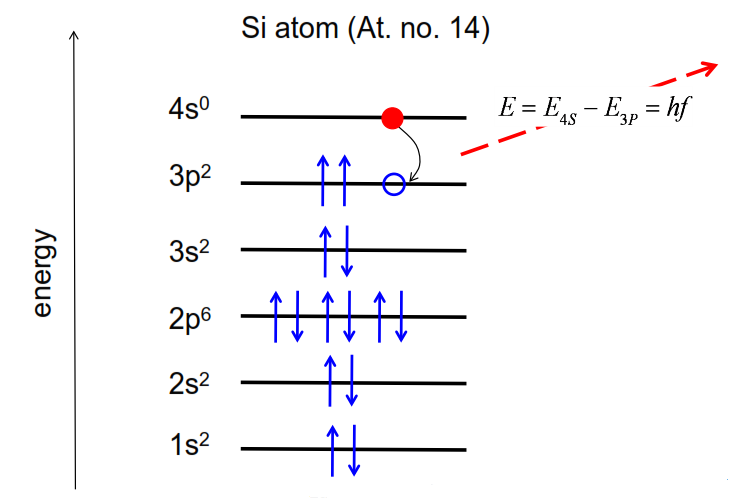 Si atom (At. no. 14)
4s⁰
E = E₄S − E₃P = hf
3p²
3s²
energy
2p⁶
2s²
1s²